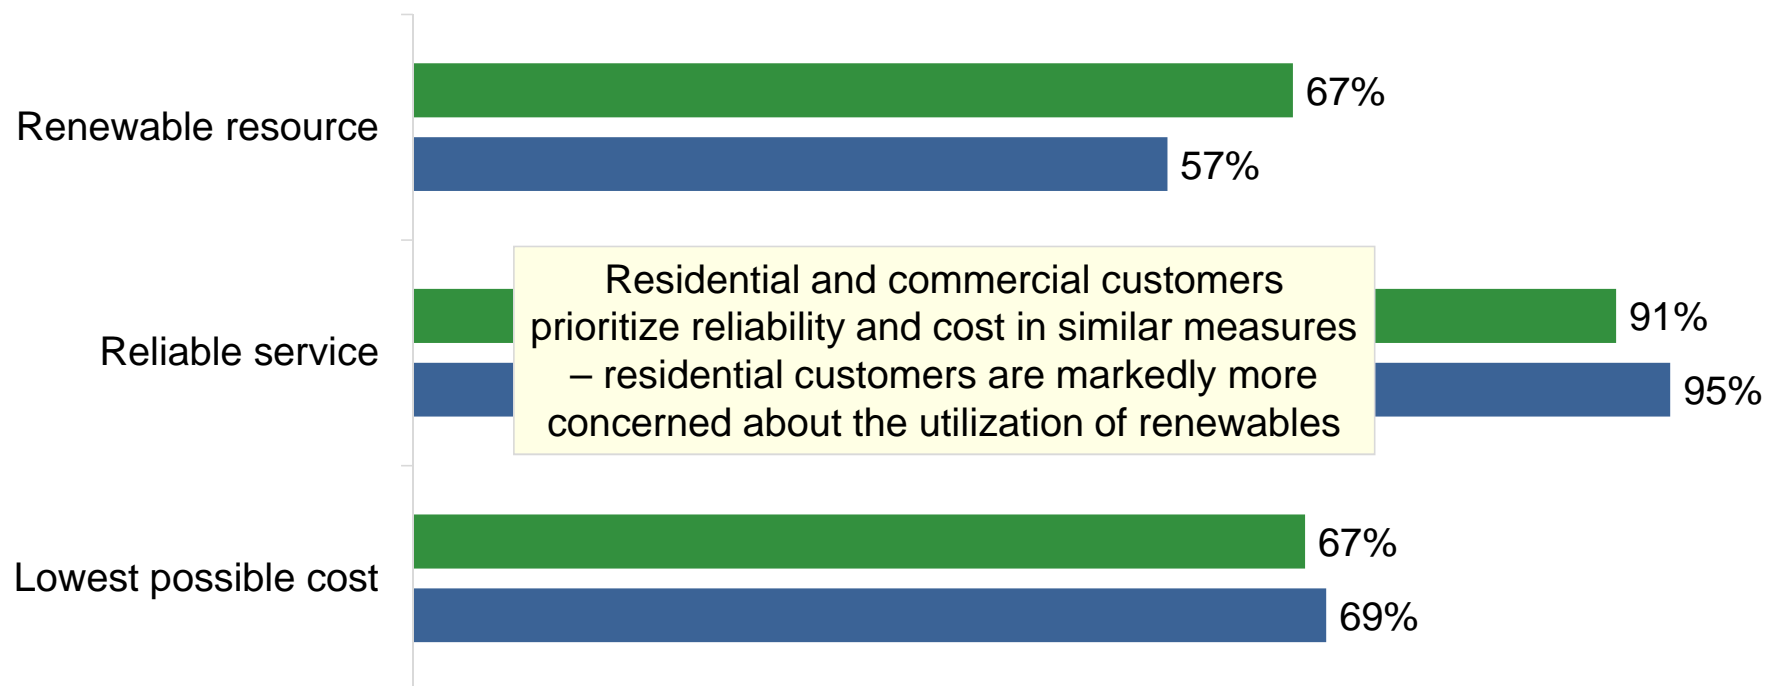 67%
Renewable resource
57%
Residential and commercial customers
prioritize reliability and cost in similar measures
– residential customers are markedly more
concerned about the utilization of renewables
91%
Reliable service
95%
67%
Lowest possible cost
69%